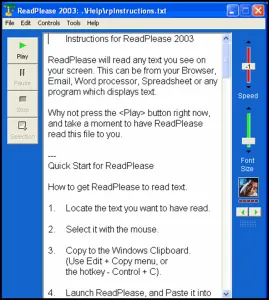 ReadPlease 2003: .\Help\rpInstructions.txt
File Edit Controls Tools Help
Play
Pause
Stop
Selection
Instructions for ReadPlease 2003
ReadPlease will read any text you see on
your screen. This can be from your Browser,
Email, Word processor, Spreadsheet or any
program which displays text.
Why not press the <Play> button right now,
and take a moment to have ReadPlease
read this file to you.
---
Quick Start for ReadPlease
How to get ReadPlease to read text.
1. Locate the text you want to have read.
2. Select it with the mouse.
3. Copy to the Windows Clipboard.
(Use Edit + Copy menu, or
the hotkey - Control + C).
4. Launch ReadPlease, and Paste it into
Speed
Font
Size